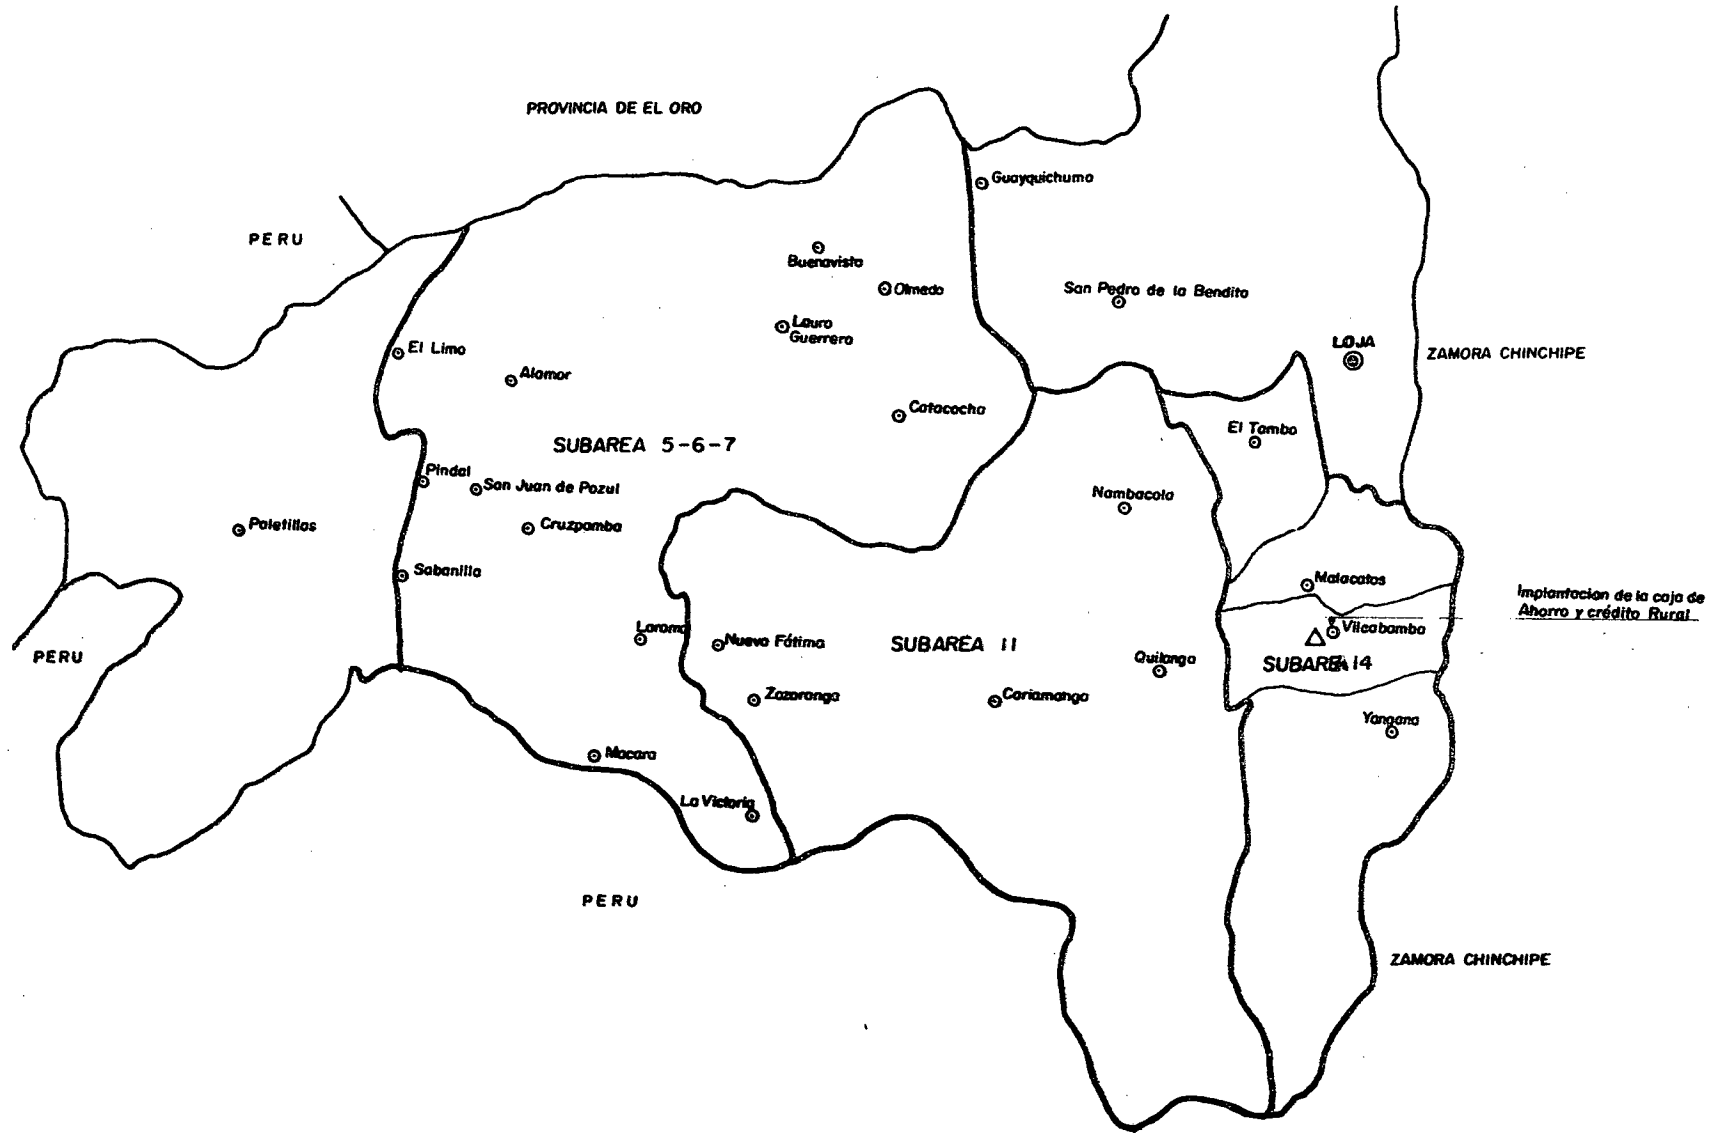 PROVINCIA DE EL ORO
Guayquichuma
PERU
Buenavista
Olmedo
San Pedro de la Bendita
Lauro
Guerrero
LOJA
El Limo
ZAMORA CHINCHIPE
Alamor
Catacocha
El Tambo
SUBAREA 5-6-7
Pindal
San Juan de Pozul
Nambacola
Paletillas
Cruzpamba
Sabanilla
Malacatos
Implantacion de la caja de
Ahorro y crédito Rural
Larama
Vilcabamba
Nueva Fátima
SUBAREA 11
PERU
Quilanga
SUBAREA 14
Zozoranga
Cariamanga
Yangana
Macara
La Victoria
PERU
ZAMORA CHINCHIPE